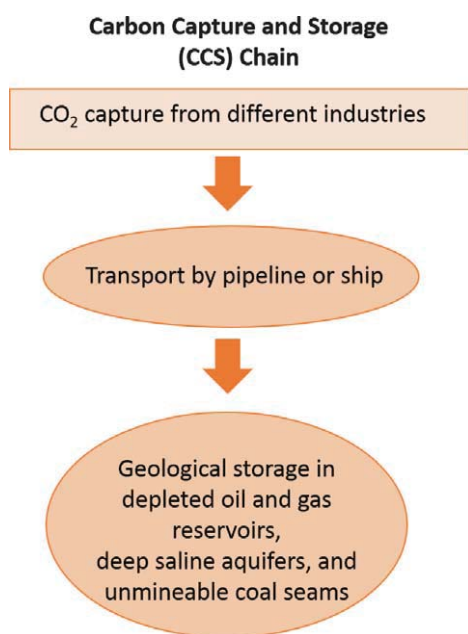 Carbon Capture and Storage
(CCS) Chain
CO₂ capture from different industries
Transport by pipeline or ship
Geological storage in
depleted oil and gas
reservoirs,
deep saline aquifers, and
unmineable coal seams